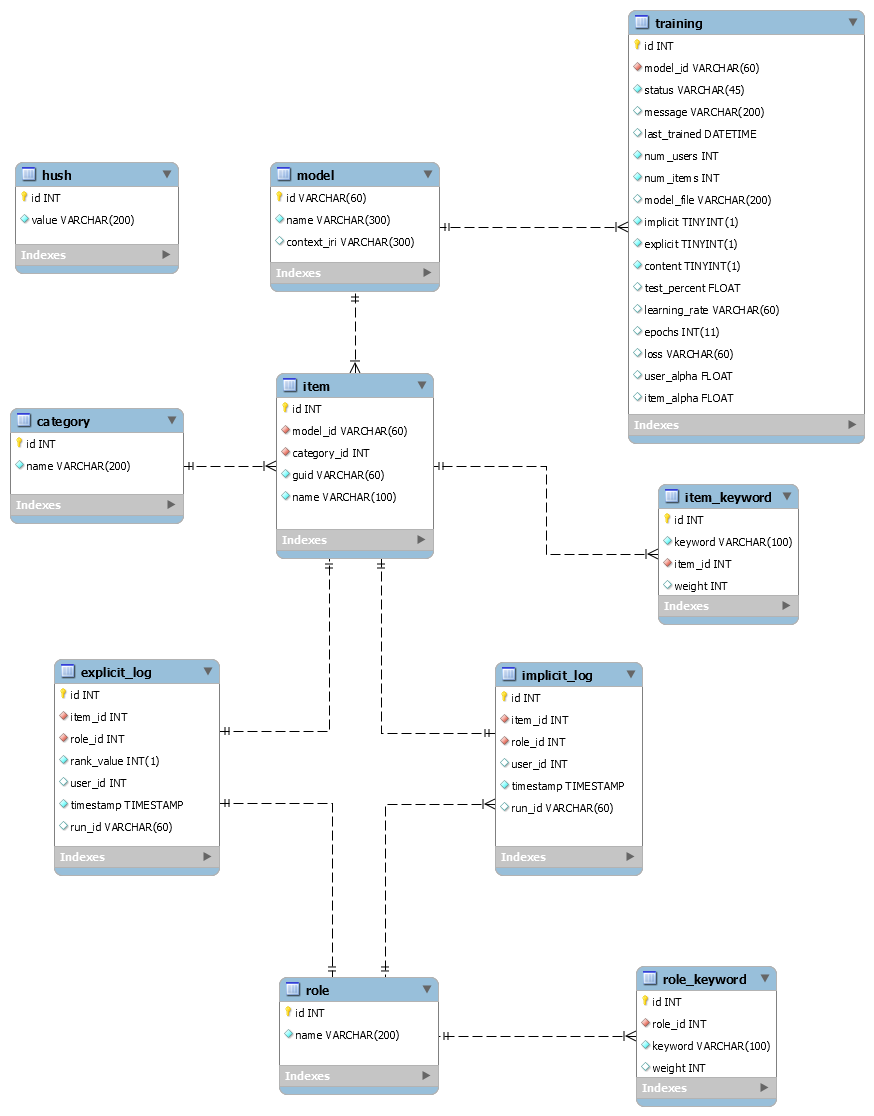 training
id INT
model_id VARCHAR(60)
status VARCHAR(45)
message VARCHAR(200)
last_trained DATETIME
num_users INT
num_items INT
model_file VARCHAR(200)
implicit TINYINT(1)
explicit TINYINT(1)
content TINYINT(1)
test_percent FLOAT
learning_rate VARCHAR(60)
epochs INT(11)
loss VARCHAR(60)
user_alpha FLOAT
item_alpha FLOAT
Indexes
hush
id INT
value VARCHAR(200)
Indexes
model
id VARCHAR(60)
name VARCHAR(300)
context_iri VARCHAR(300)
Indexes
item
id INT
model_id VARCHAR(60)
category_id INT
guid VARCHAR(60)
name VARCHAR(100)
Indexes
category
id INT
name VARCHAR(200)
Indexes
item_keyword
id INT
keyword VARCHAR(100)
item_id INT
weight INT
Indexes
explicit_log
id INT
item_id INT
role_id INT
rank_value INT(1)
user_id INT
timestamp TIMESTAMP
run_id VARCHAR(60)
Indexes
implicit_log
id INT
item_id INT
role_id INT
user_id INT
timestamp TIMESTAMP
run_id VARCHAR(60)
Indexes
role
id INT
name VARCHAR(200)
Indexes
role_keyword
id INT
role_id INT
keyword VARCHAR(100)
weight INT
Indexes